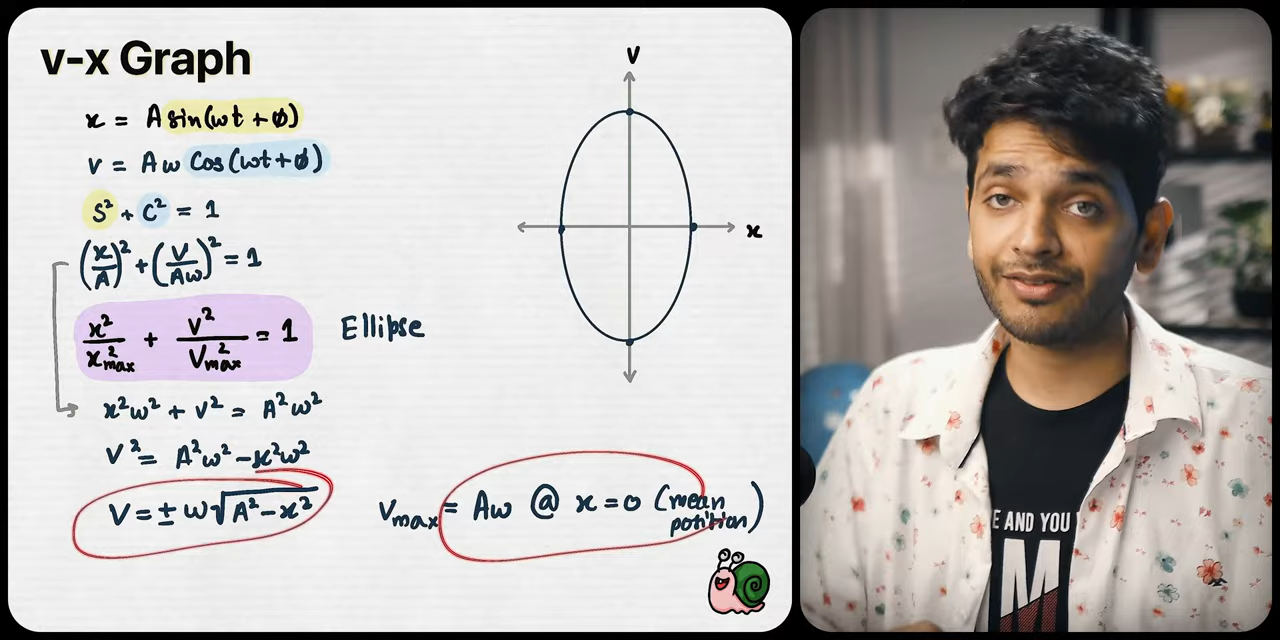 v-x Graph
x = A sin(ωt + ϕ)
v = Aω Cos(ωt + ϕ)
S² + C² = 1
(x/A)² + (V/Aω)² = 1
x²/x²max + v²/V²max = 1 Ellipse
x²ω² + v² = A²ω²
V² = A²ω² - x²ω²
V = ± ω√(A² - x²)
Vmax = Aω @ x = 0 (mean
position)
V
x
E AND YOU
M